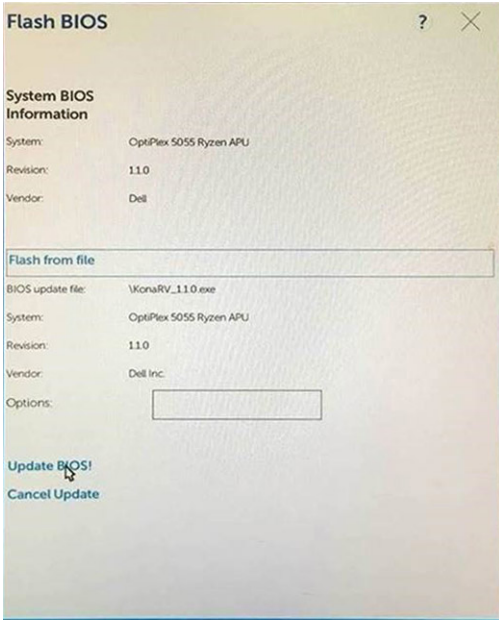 Flash BIOS ?
System BIOS
Information
System: OptiPlex 5055 Ryzen APU
Revision: 1.1.0
Vendor: Dell
Flash from file
BIOS update file: \KonaRV_1.1.0.exe
System: OptiPlex 5055 Ryzen APU
Revision: 1.1.0
Vendor: Dell Inc.
Options:
Update BIOS!
Cancel Update